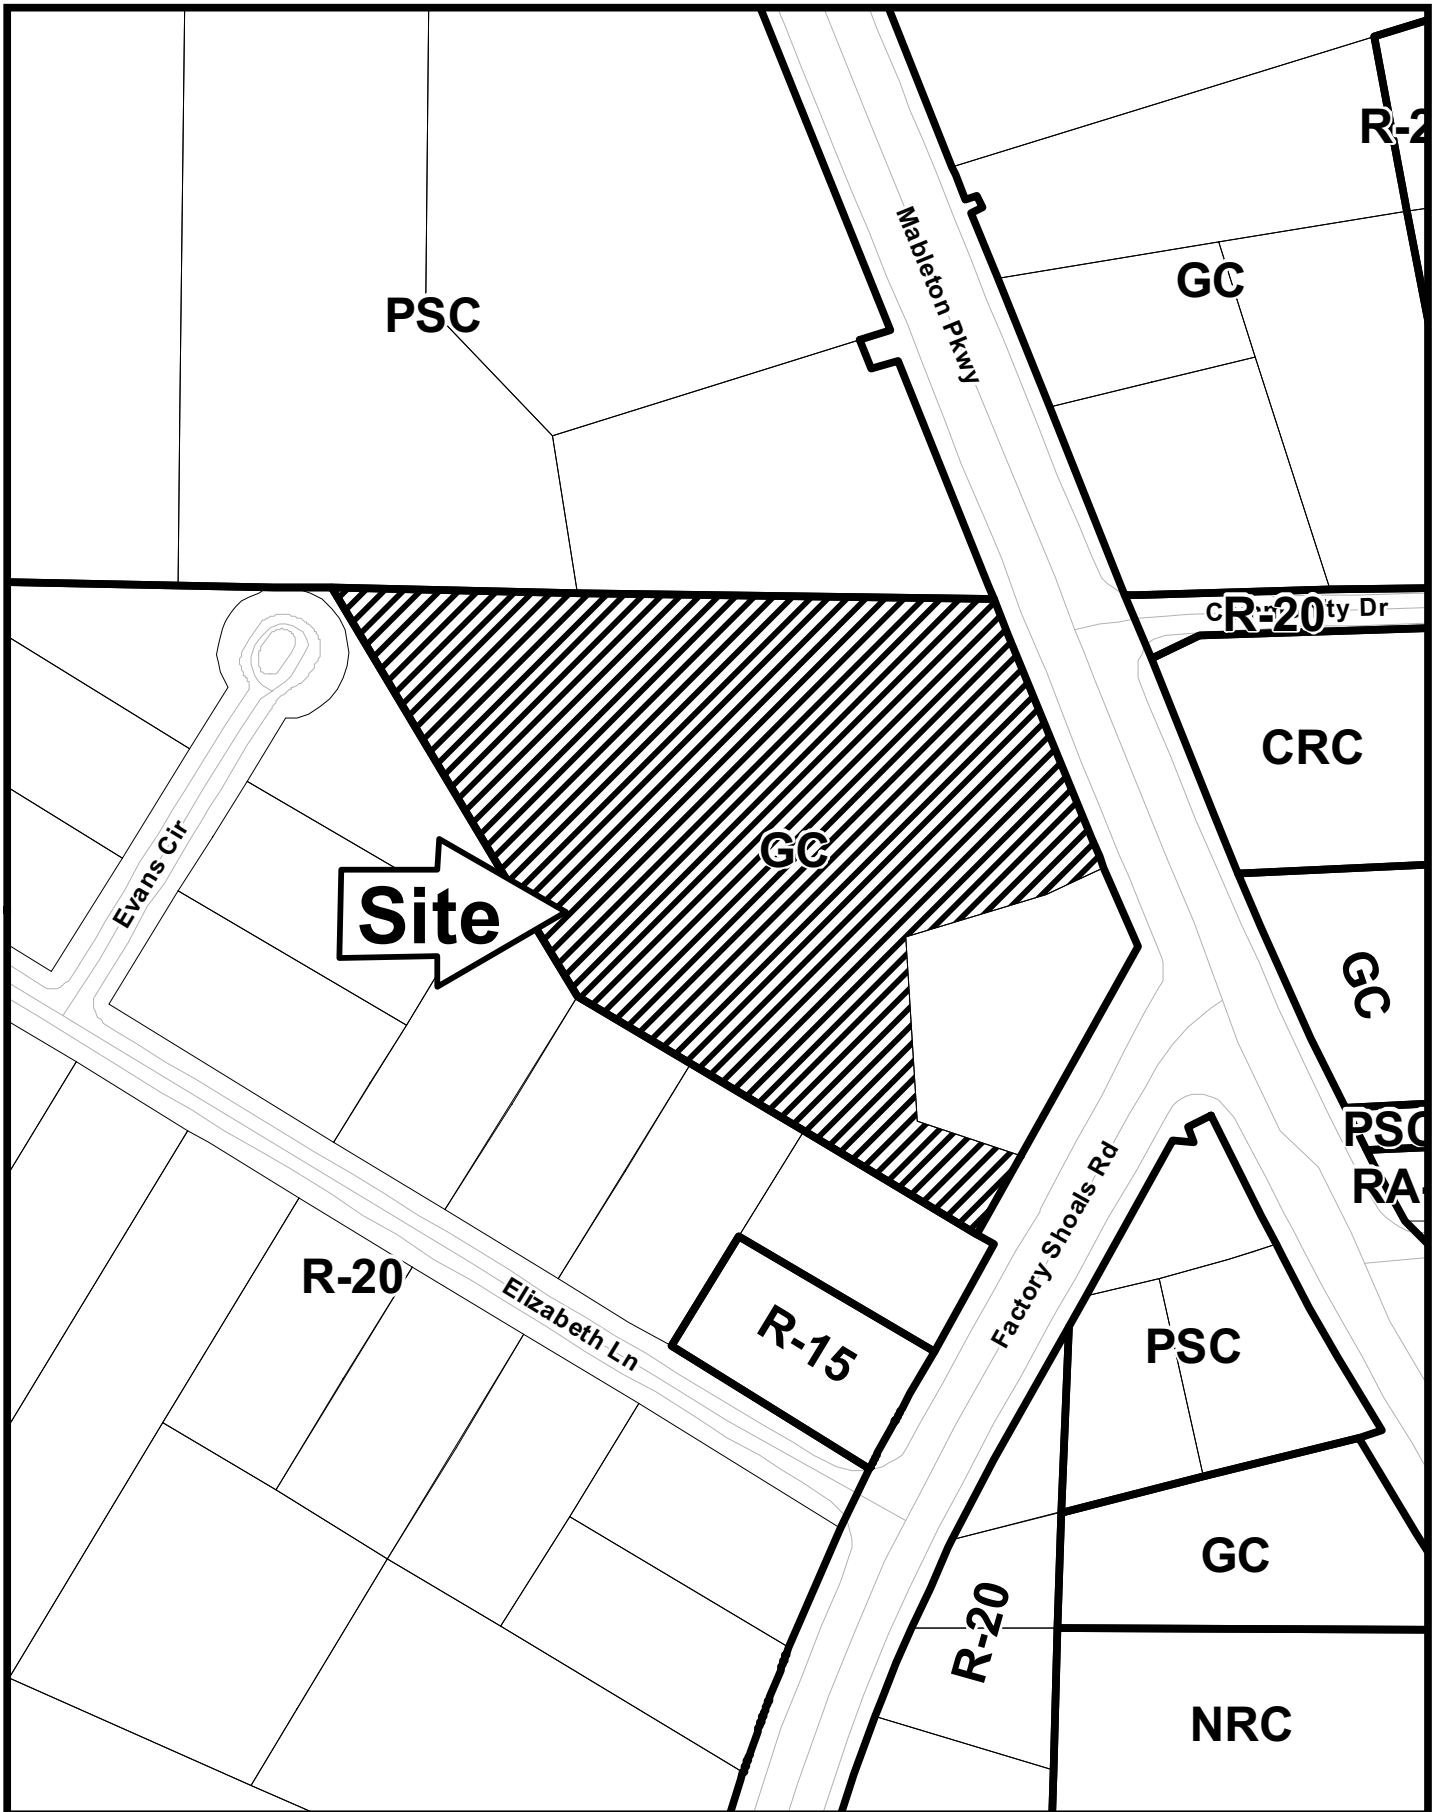 R-2
Mableton Pkwy
GC
PSC
R-20
Dr
CRC
GC
Evans Cir
Site
GC
PSC
RA-
Factory Shoals Rd
R-20
Elizabeth Ln
R-15
PSC
GC
R-20
NRC